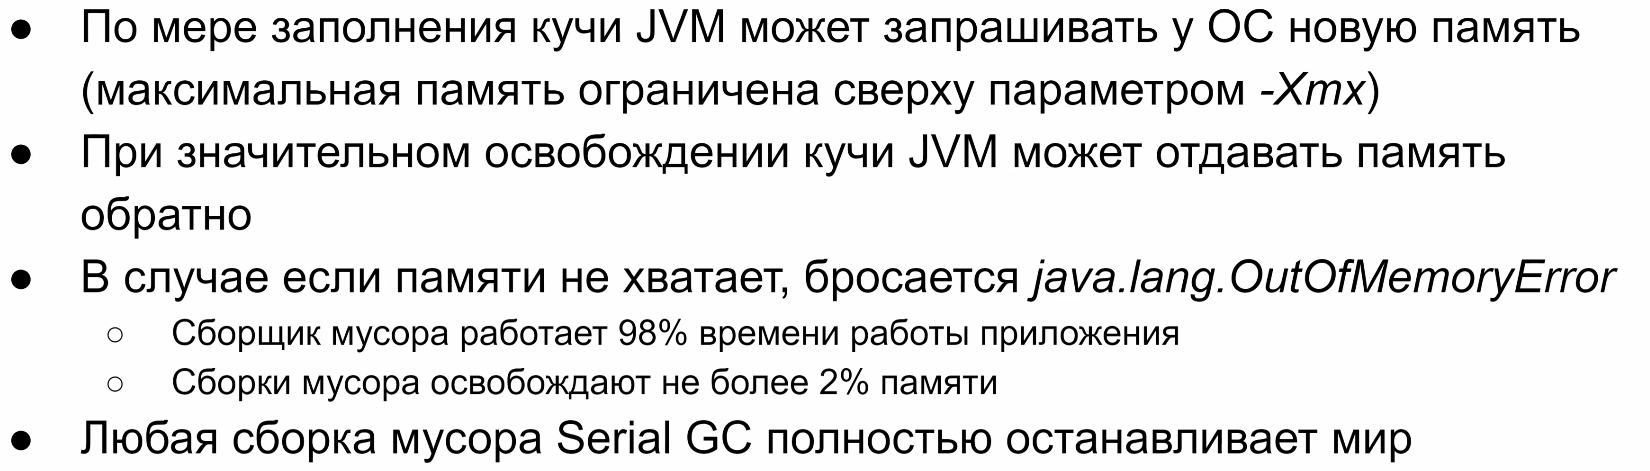 ● По мере заполнения кучи JVM может запрашивать у ОС новую память
(максимальная память ограничена сверху параметром -Xmx)
● При значительном освобождении кучи JVM может отдавать память
обратно
● В случае если памяти не хватает, бросается java.lang.OutOfMemoryError
○ Сборщик мусора работает 98% времени работы приложения
○ Сборки мусора освобождают не более 2% памяти
● Любая сборка мусора Serial GC полностью останавливает мир